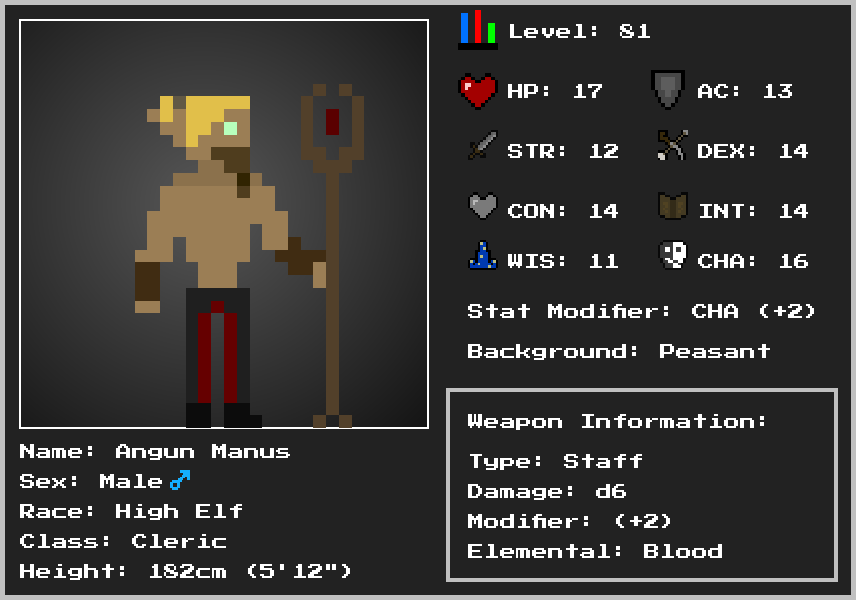 Level: 81
HP: 17
AC: 13
STR: 12
DEX: 14
CON: 14
INT: 14
WIS: 11
CHA: 16
Stat Modifier: CHA (+2)
Background: Peasant
Weapon Information:
Type: Staff
Damage: d6
Modifier: (+2)
Elemental: Blood
Name: Angun Manus
Sex: Male ♂
Race: High Elf
Class: Cleric
Height: 182cm (5'12")